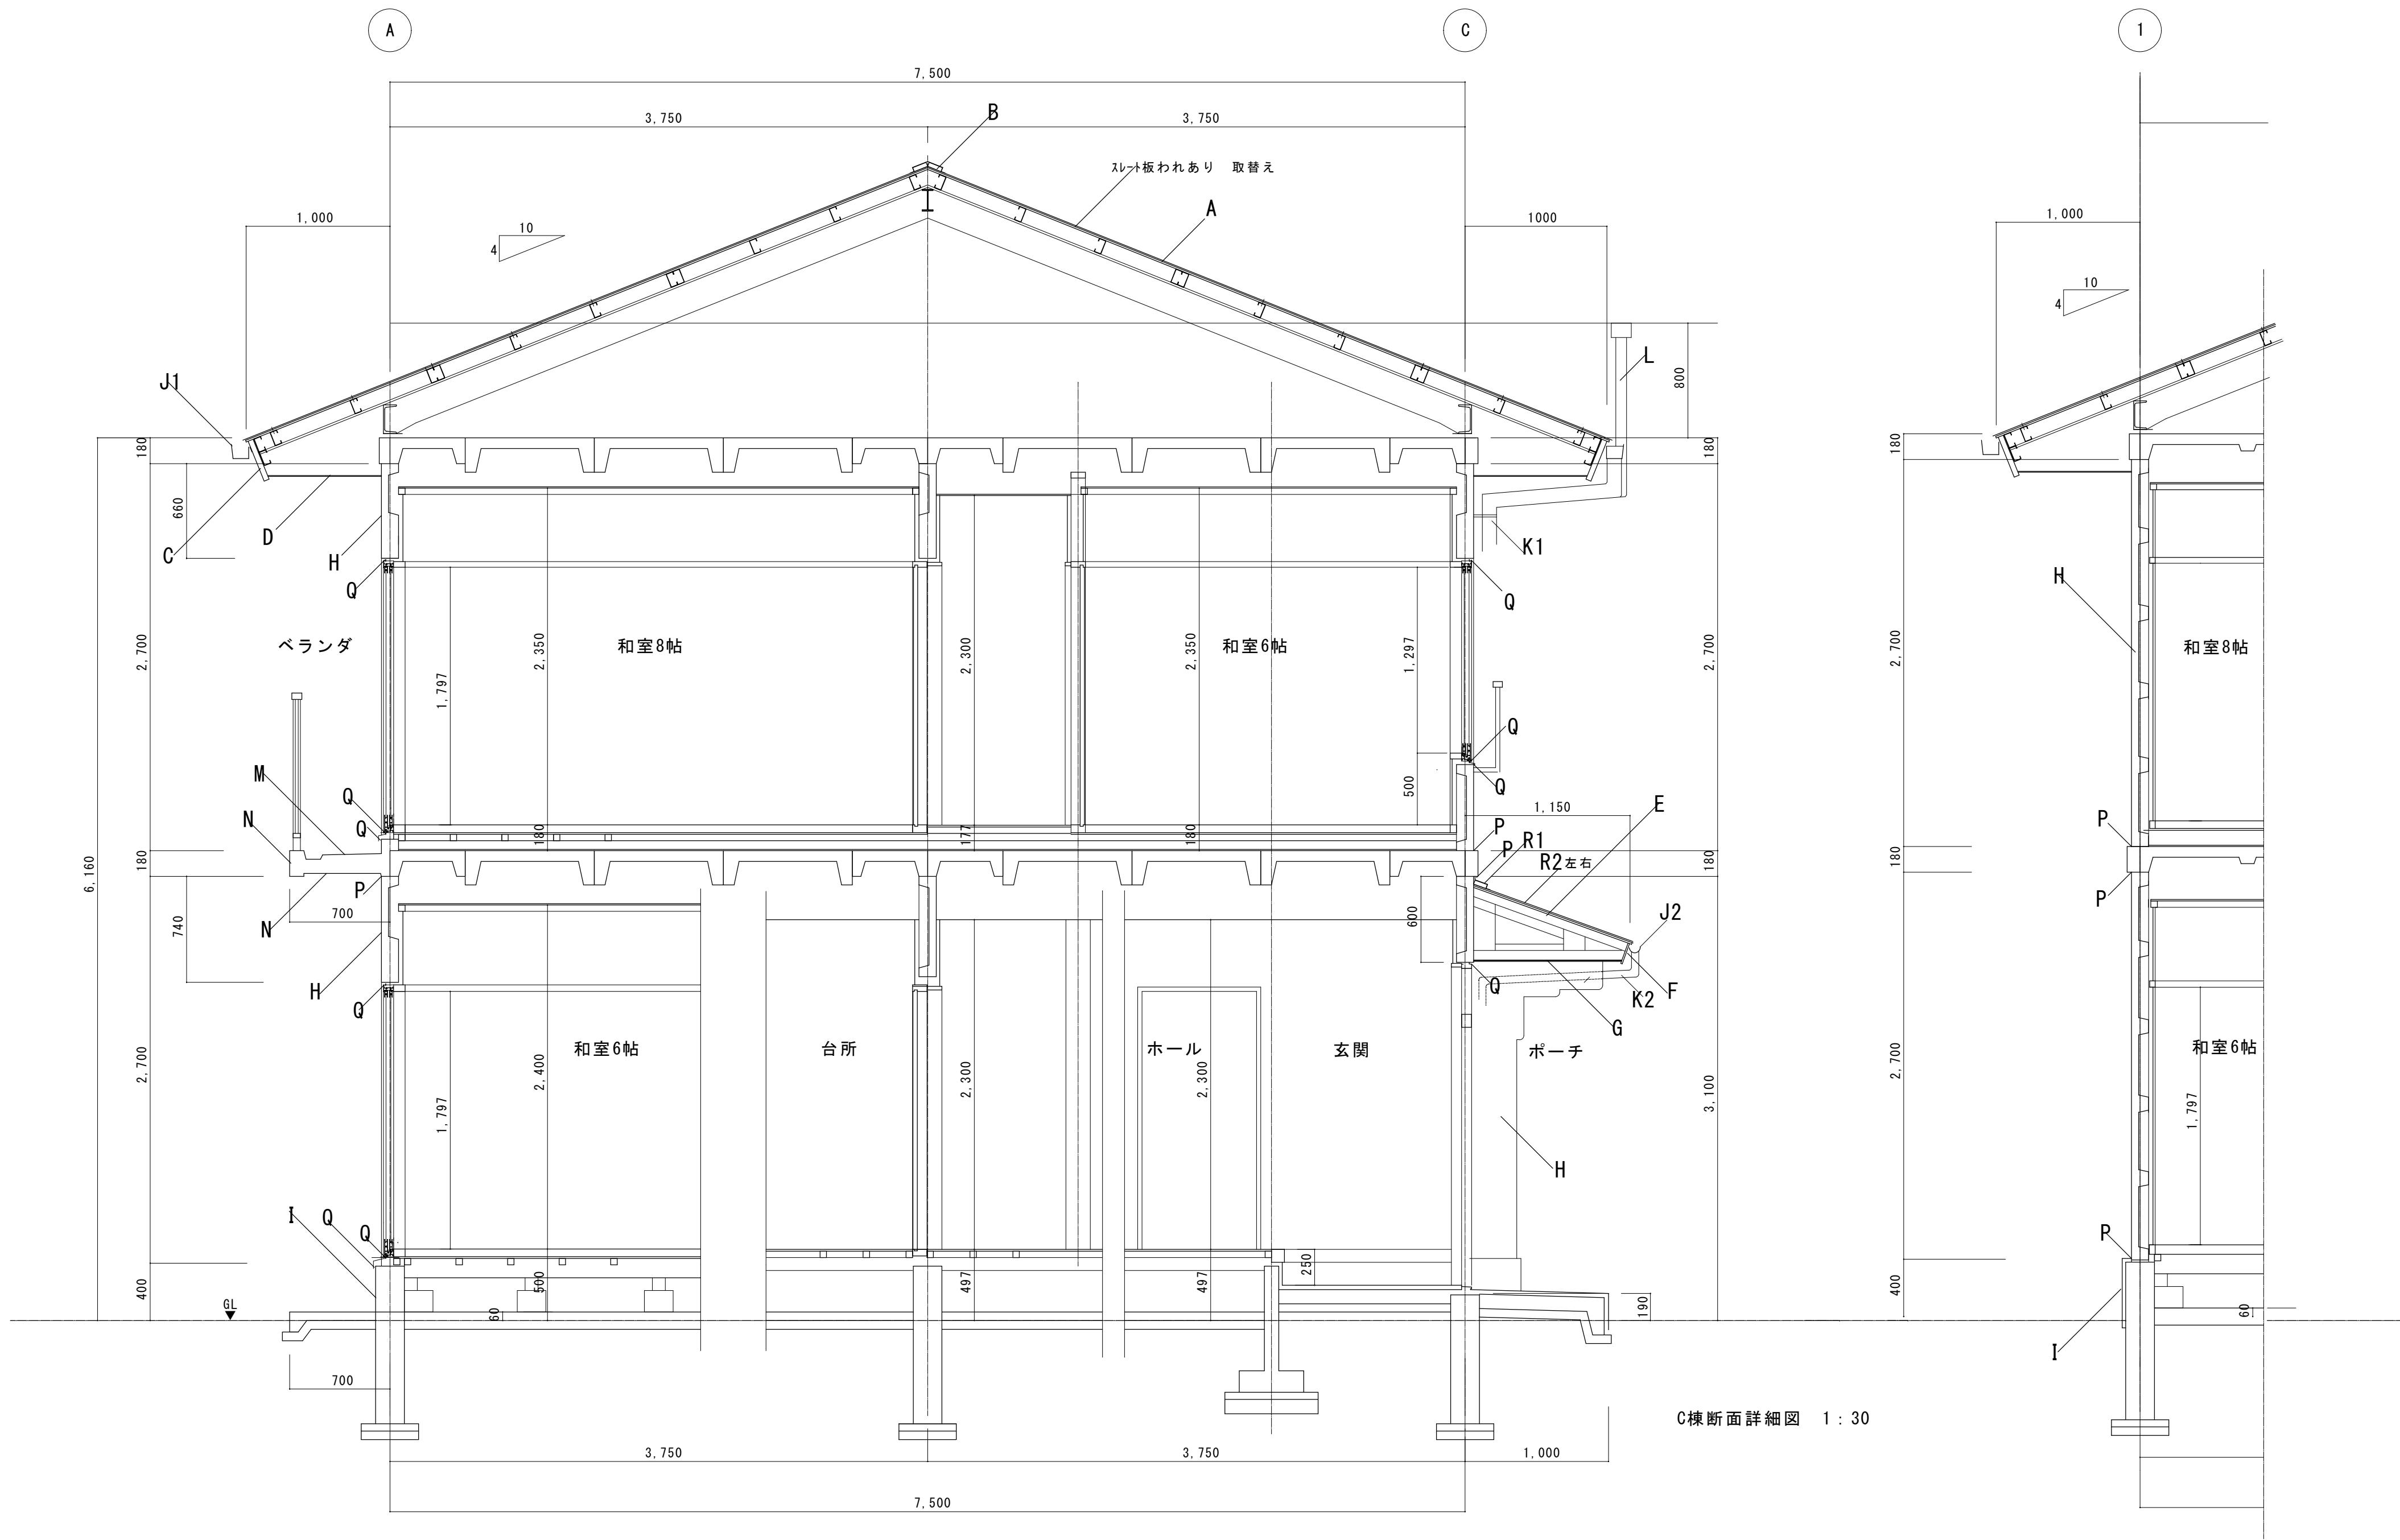 A
C
1
7,500
3,750
3,750
B
スレート板われあり 取替え
A
1,000
10
4
1000
1,000
10
4
L
800
J1
180
180
180
660
C
D
H
Q
K1
Q
H
ベランダ
和室8帖
和室6帖
和室8帖
2,700
2,350
2,300
2,350
1,297
2,700
2,700
1,797
Q
M
Q
Q
500
Q
1,150
E
N
Q
P
R1
P
P
R2左右
180
177
180
6,160
180
180
180
P
P
700
N
740
600
J2
H
Q
Q
K2
F
G
和室6帖
台所
ホール
玄関
ポーチ
和室6帖
2,700
2,400
2,300
2,300
3,100
2,700
1,797
1,797
H
I
Q
Q
P
400
500
497
497
250
190
400
GL
60
60
I
700
C棟断面詳細図 1:30
3,750
3,750
1,000
7,500